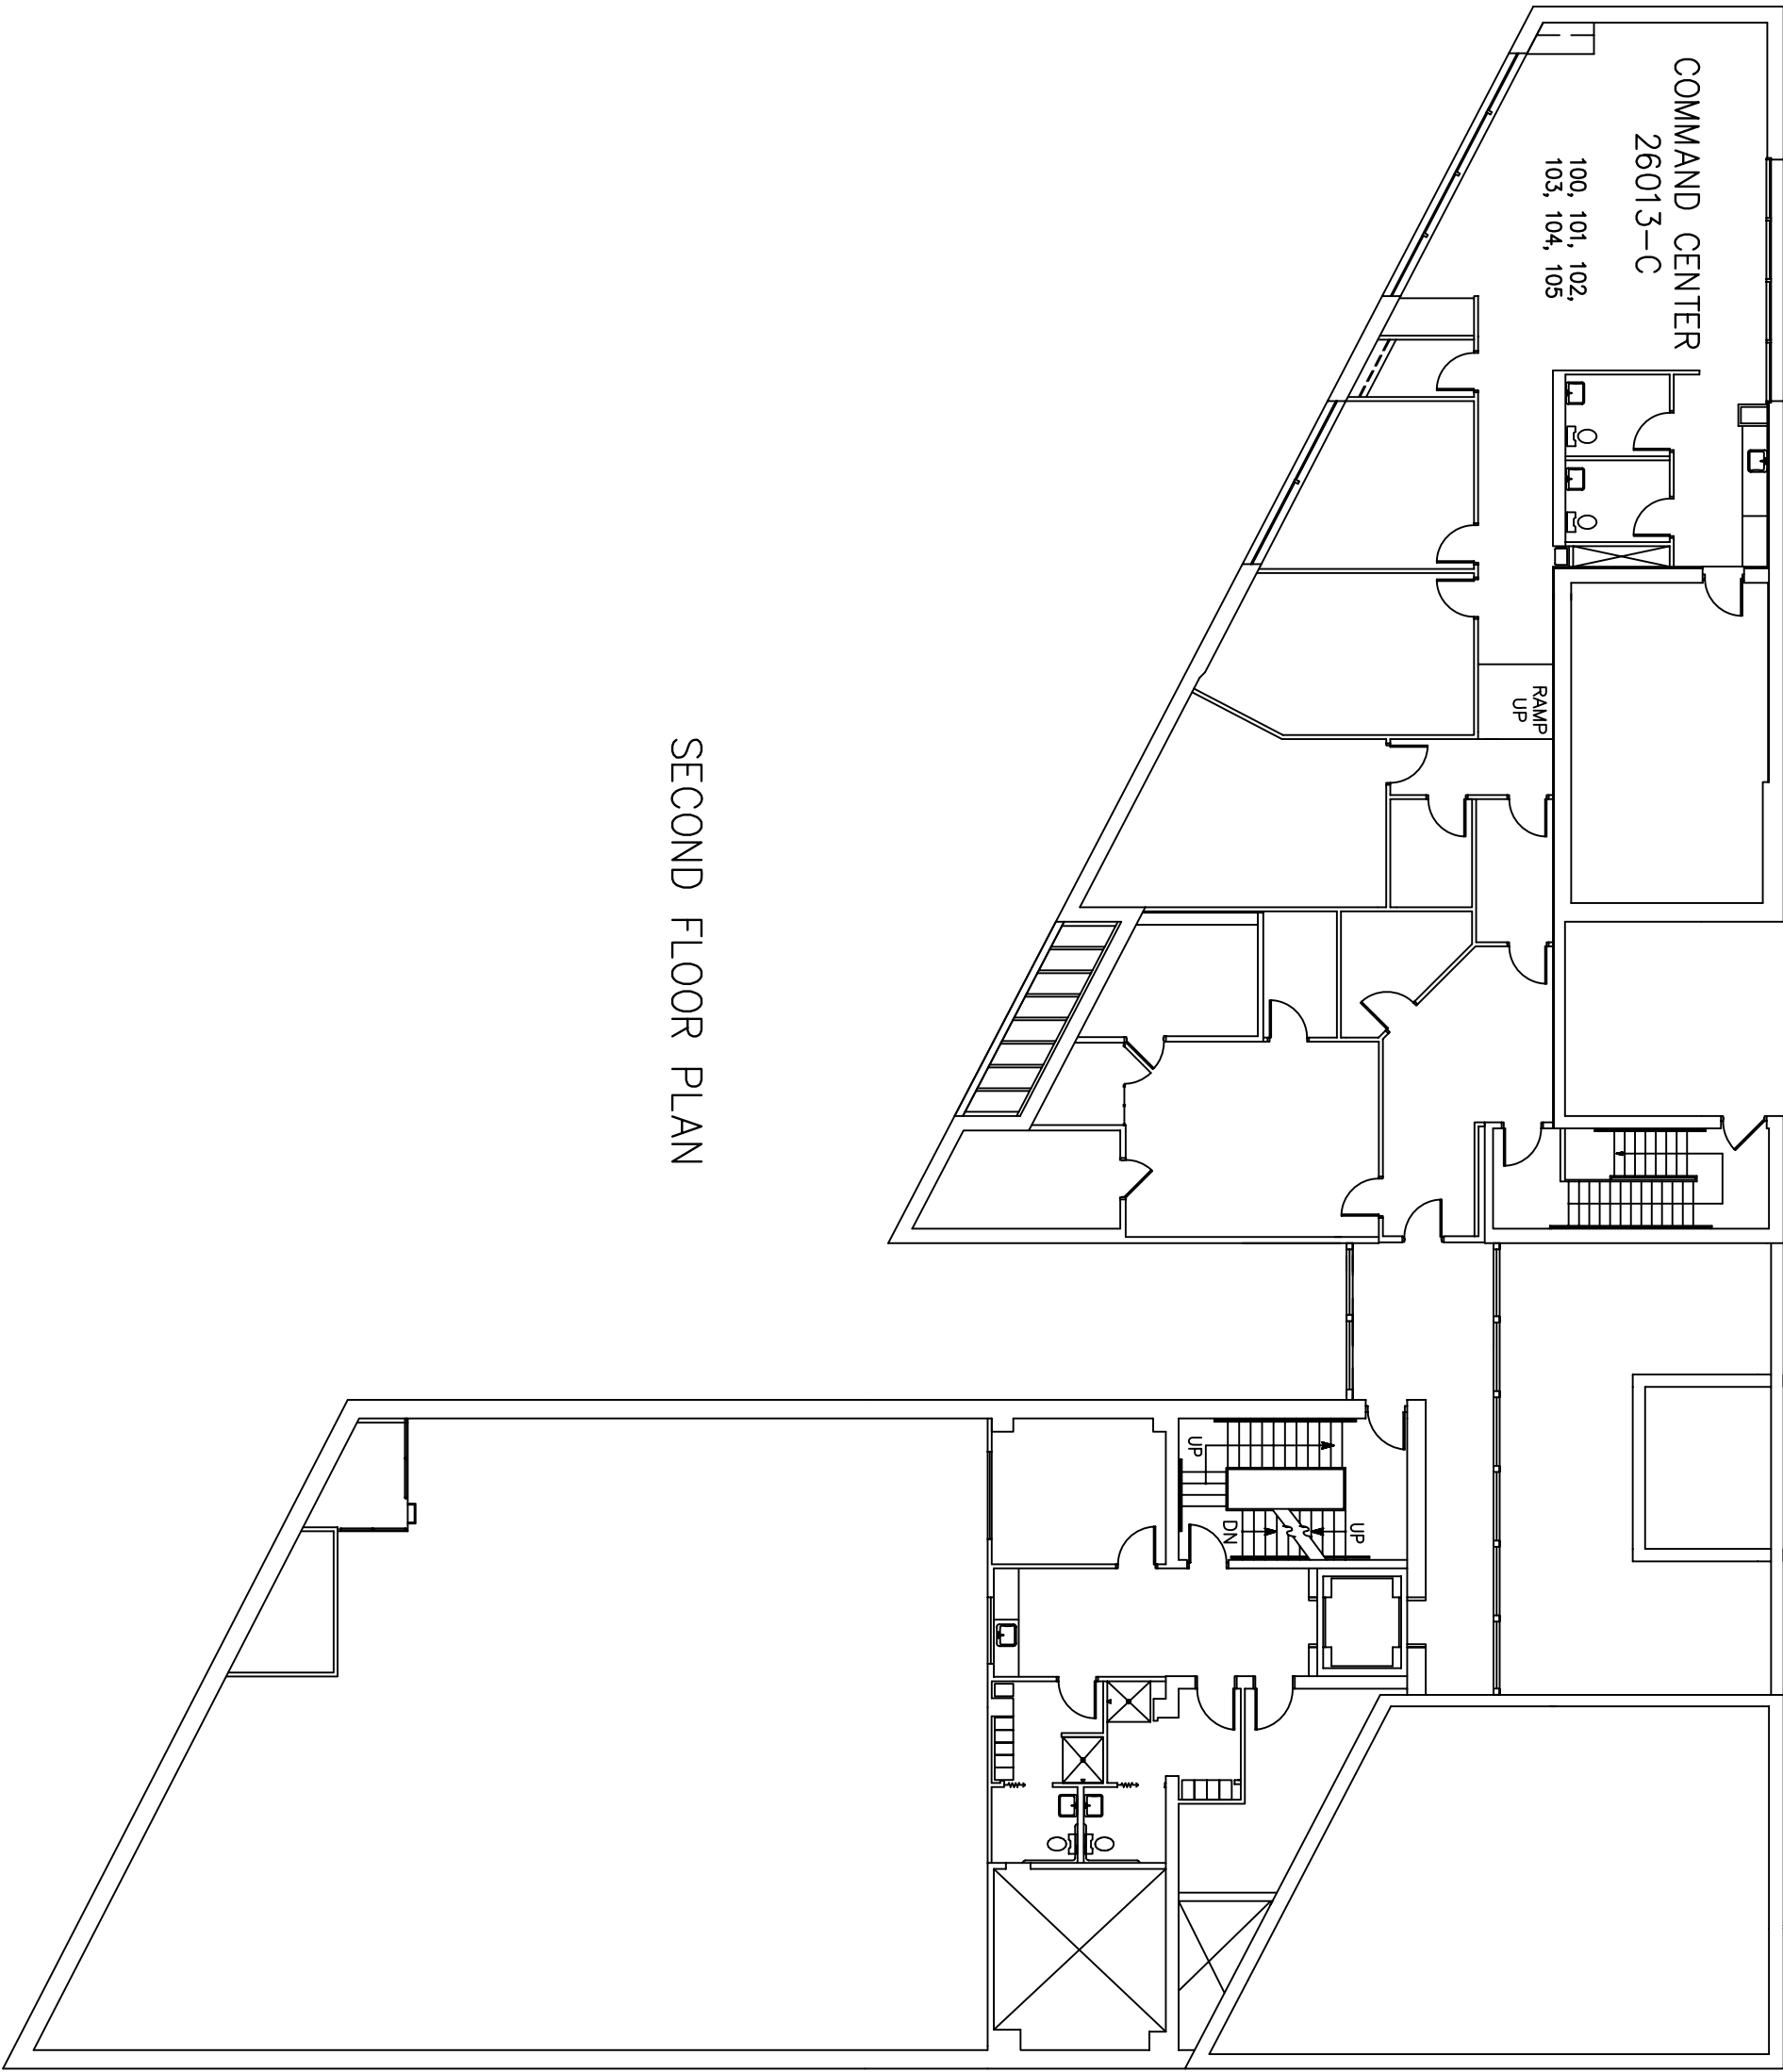 COMMAND CENTER
26013-C
100, 101, 102,
103, 104, 105
RAMP
UP
UP
UP
DN
SECOND FLOOR PLAN